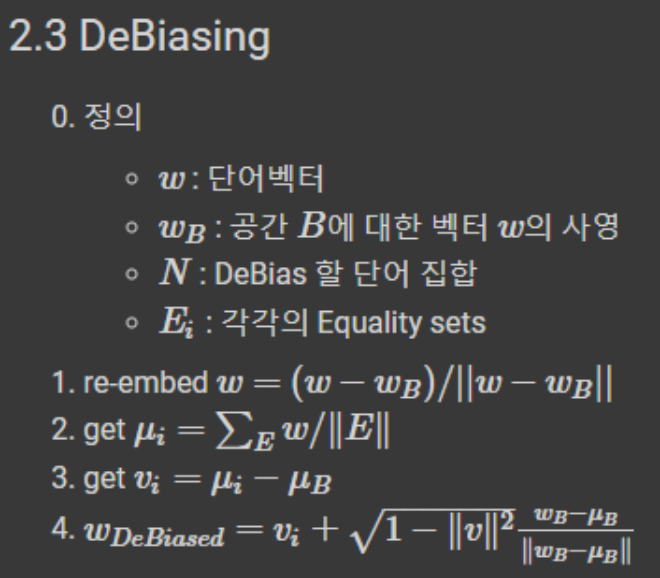 2.3 DeBiasing
0. 정의
○ w : 단어벡터
○ w_B : 공간 B에 대한 벡터 w의 사영
○ N : DeBias 할 단어 집합
○ E_i : 각각의 Equality sets
1. re-embed w = (w − w_B)/||w − w_B||
2. get μ_i = ∑_E w/‖E‖
3. get v_i = μ_i − μ_B
4. w_{DeBiased} = v_i + √(1 − ‖v‖²) (w_B−μ_B)/‖w_B−μ_B‖